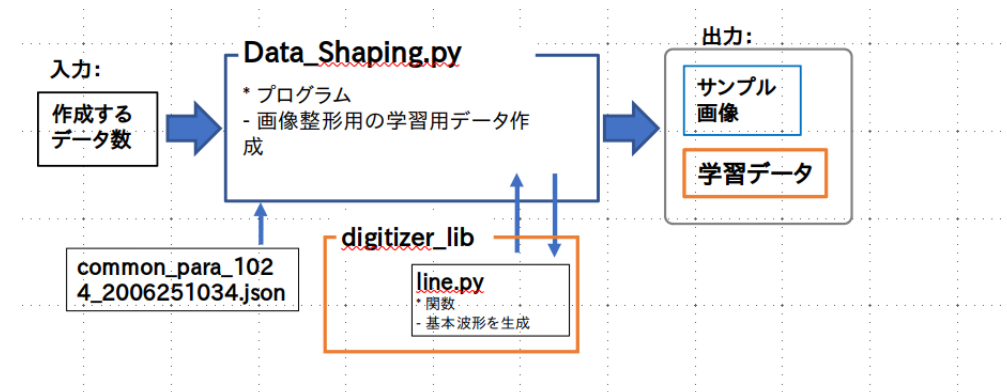 入力:
作成する
データ数
Data_Shaping.py
* プログラム
- 画像整形用の学習用データ作
成
出力:
サンプル
画像
学習データ
common_para_102
4_2006251034.json
digitizer_lib
line.py
* 関数
- 基本波形を生成